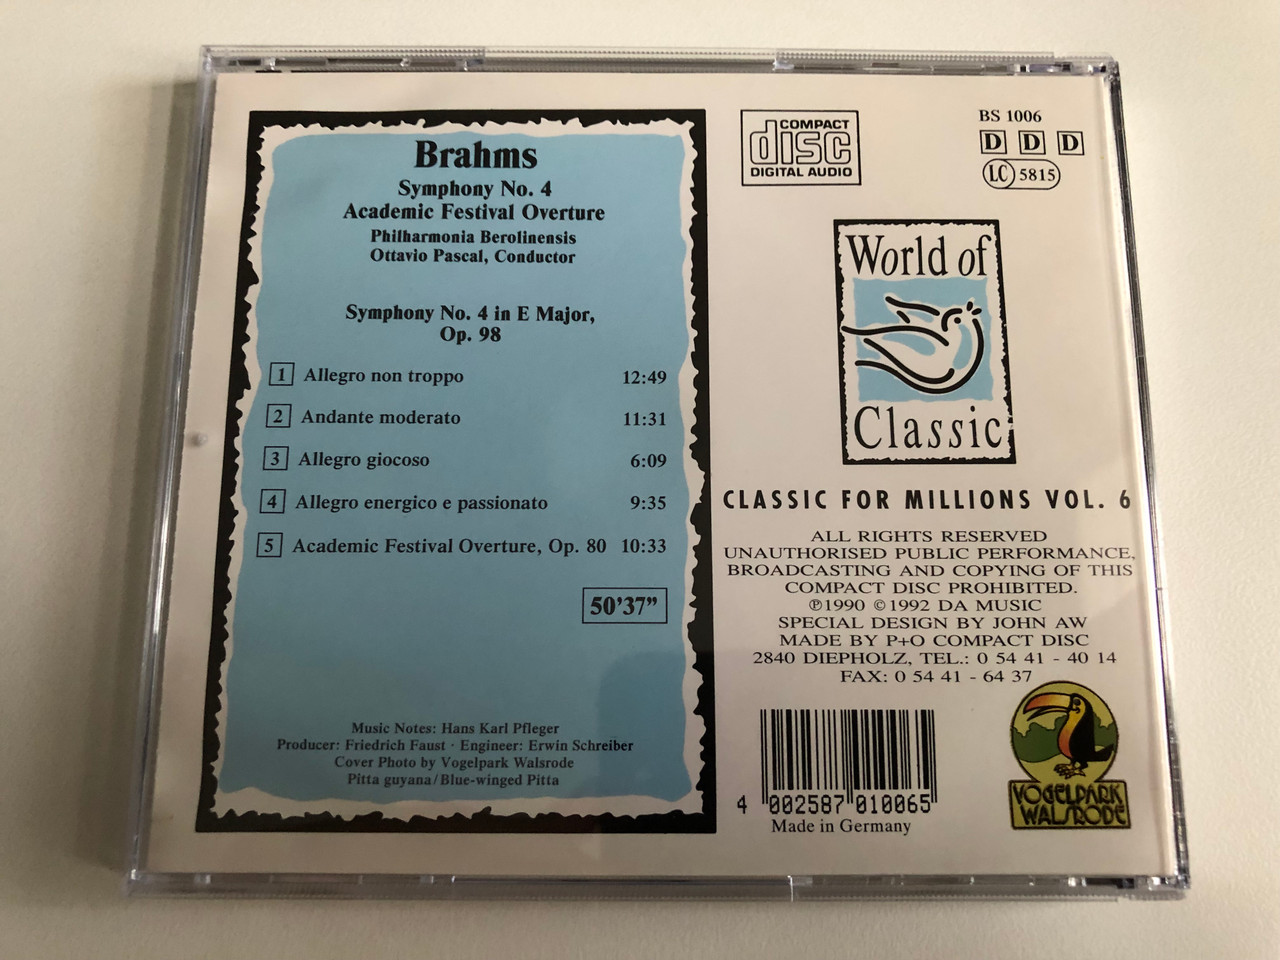 Brahms
Symphony No. 4
Academic Festival Overture
Philharmonia Berolinensis
Ottavio Pascal, Conductor
Symphony No. 4 in E Major,
Op. 98
1 Allegro non troppo 12:49
2 Andante moderato 11:31
3 Allegro giocoso 6:09
4 Allegro energico e passionato 9:35
5 Academic Festival Overture, Op. 80 10:33
50'37"
Music Notes: Hans Karl Pfleger
Producer: Friedrich Faust · Engineer: Erwin Schreiber
Cover Photo by Vogelpark Walsrode
Pitta guyana/Blue-winged Pitta
COMPACT
disc
DIGITAL AUDIO
BS 1006
D D D
LC 5815
World of
Classic
CLASSIC FOR MILLIONS VOL. 6
ALL RIGHTS RESERVED
UNAUTHORISED PUBLIC PERFORMANCE,
BROADCASTING AND COPYING OF THIS
COMPACT DISC PROHIBITED.
℗1990 ©1992 DA MUSIC
SPECIAL DESIGN BY JOHN AW
MADE BY P+O COMPACT DISC
2840 DIEPHOLZ, TEL.: 0 54 41 - 40 14
FAX: 0 54 41 - 64 37
4 002587 010065
Made in Germany
VOGELPARK
WALSRODE